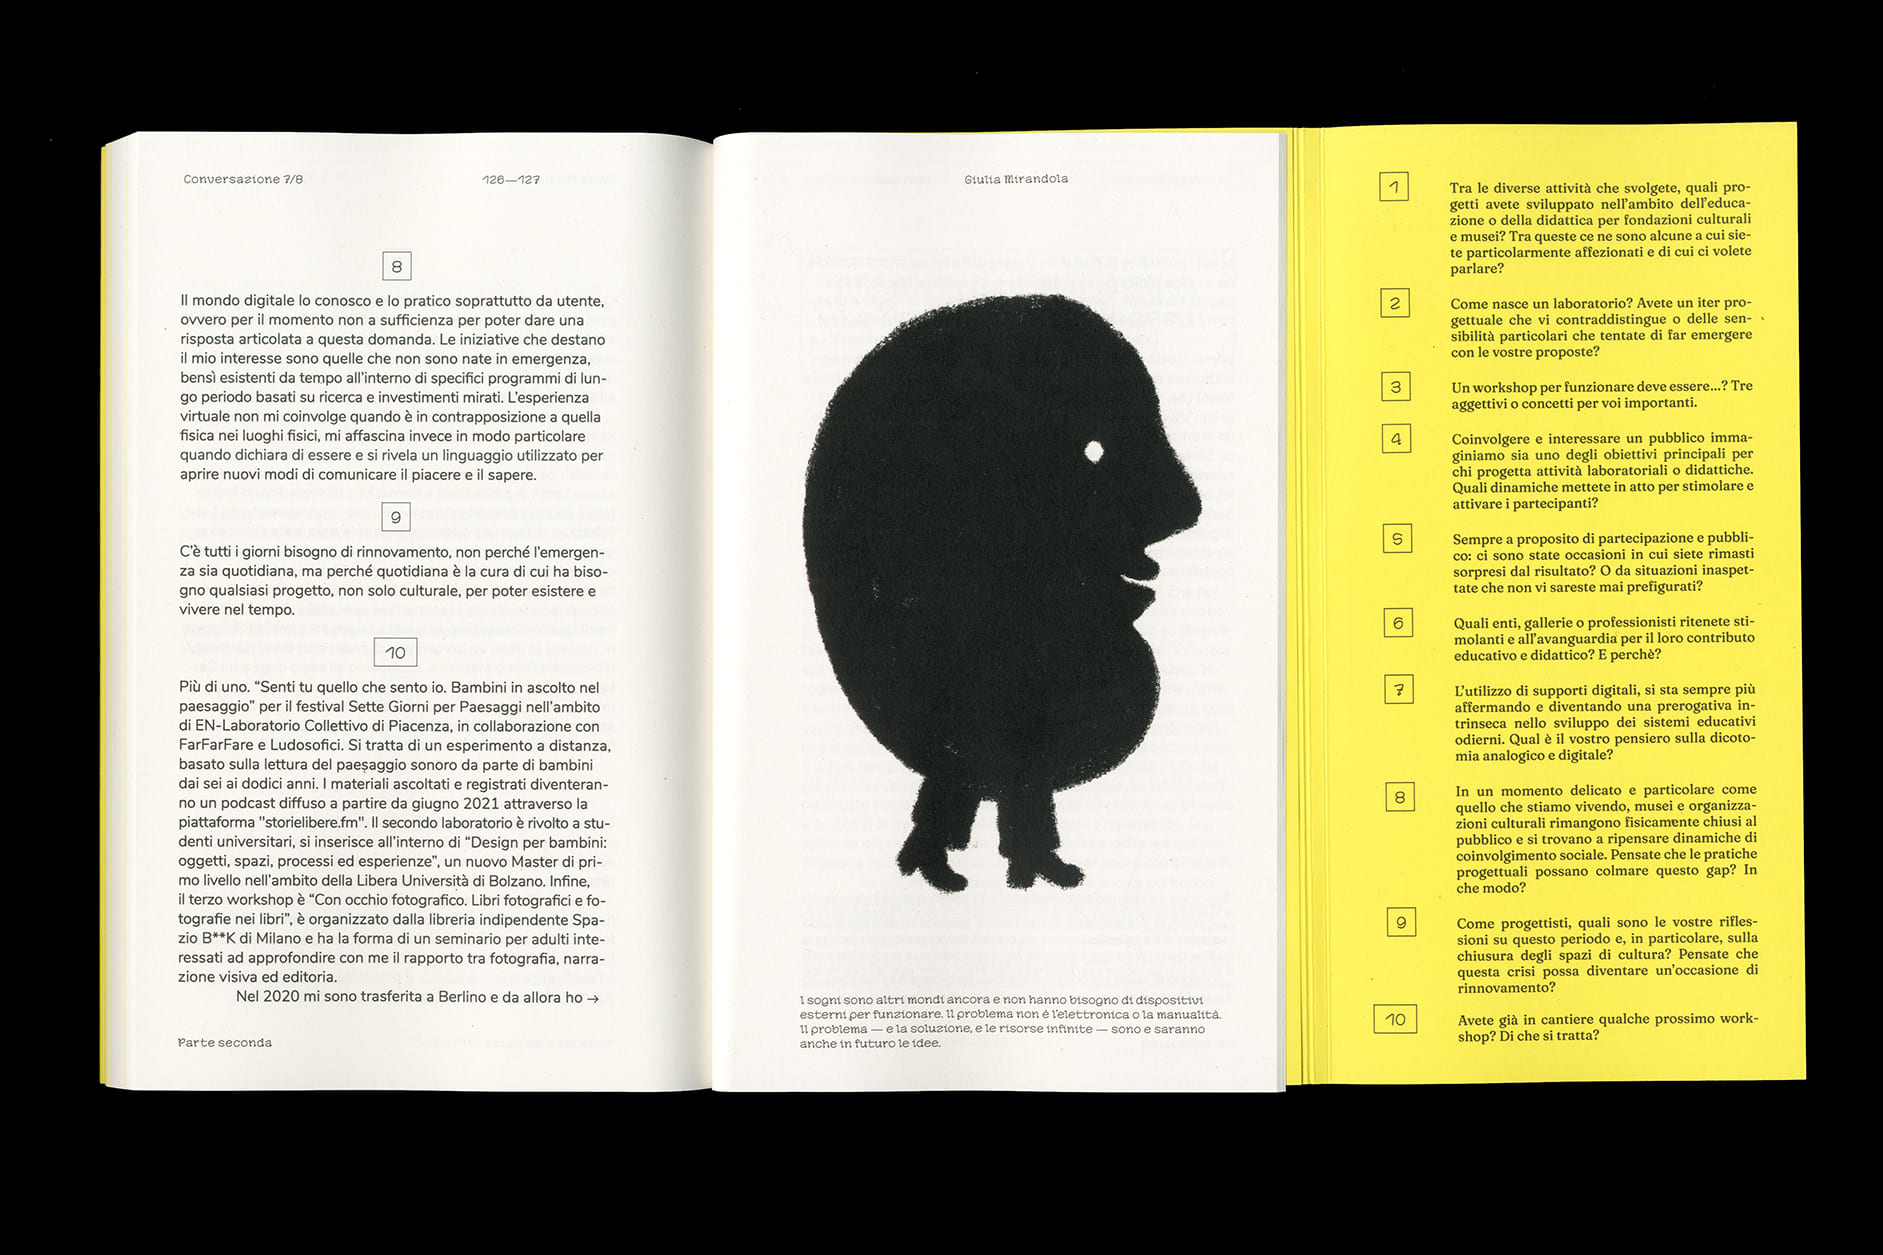 Conversazione 7/8
126—127
8
Il mondo digitale lo conosco e lo pratico soprattutto da utente,
ovvero per il momento non a sufficienza per poter dare una
risposta articolata a questa domanda. Le iniziative che destano
il mio interesse sono quelle che non sono nate in emergenza,
bensì esistenti da tempo all'interno di specifici programmi di lun-
go periodo basati su ricerca e investimenti mirati. L'esperienza
virtuale non mi coinvolge quando è in contrapposizione a quella
fisica nei luoghi fisici, mi affascina invece in modo particolare
quando dichiara di essere e si rivela un linguaggio utilizzato per
aprire nuovi modi di comunicare il piacere e il sapere.
9
C'è tutti i giorni bisogno di rinnovamento, non perché l'emergen-
za sia quotidiana, ma perché quotidiana è la cura di cui ha biso-
gno qualsiasi progetto, non solo culturale, per poter esistere e
vivere nel tempo.
10
Più di uno. “Senti tu quello che sento io. Bambini in ascolto nel
paesaggio” per il festival Sette Giorni per Paesaggi nell'ambito
di EN-Laboratorio Collettivo di Piacenza, in collaborazione con
FarFarFare e Ludosofici. Si tratta di un esperimento a distanza,
basato sulla lettura del paesaggio sonoro da parte di bambini
dai sei ai dodici anni. I materiali ascoltati e registrati diventeran-
no un podcast diffuso a partire da giugno 2021 attraverso la
piattaforma "storielibere.fm". Il secondo laboratorio è rivolto a stu-
denti universitari, si inserisce all'interno di “Design per bambini:
oggetti, spazi, processi ed esperienze”, un nuovo Master di pri-
mo livello nell'ambito della Libera Università di Bolzano. Infine,
il terzo workshop è “Con occhio fotografico. Libri fotografici e fo-
tografie nei libri”, è organizzato dalla libreria indipendente Spa-
zio B**K di Milano e ha la forma di un seminario per adulti inte-
ressati ad approfondire con me il rapporto tra fotografia, narra-
zione visiva ed editoria.
Nel 2020 mi sono trasferita a Berlino e da allora ho →
Parte seconda
Giulia Mirandola
I sogni sono altri mondi ancora e non hanno bisogno di dispositivi
esterni per funzionare. Il problema non è l'elettronica o la manualità.
Il problema — e la soluzione, e le risorse infinite — sono e saranno
anche in futuro le idee.
1
Tra le diverse attività che svolgete, quali pro-
getti avete sviluppato nell'ambito dell'educa-
zione o della didattica per fondazioni culturali
e musei? Tra queste ce ne sono alcune a cui sie-
te particolarmente affezionati e di cui ci volete
parlare?
2
Come nasce un laboratorio? Avete un iter pro-
gettuale che vi contraddistingue o delle sen-
sibilità particolari che tentate di far emergere
con le vostre proposte?
3
Un workshop per funzionare deve essere...? Tre
aggettivi o concetti per voi importanti.
4
Coinvolgere e interessare un pubblico imma-
giniamo sia uno degli obiettivi principali per
chi progetta attività laboratoriali o didattiche.
Quali dinamiche mettete in atto per stimolare e
attivare i partecipanti?
5
Sempre a proposito di partecipazione e pubbli-
co: ci sono state occasioni in cui siete rimasti
sorpresi dal risultato? O da situazioni inaspet-
tate che non vi sareste mai prefigurati?
6
Quali enti, gallerie o professionisti ritenete sti-
molanti e all'avanguardia per il loro contributo
educativo e didattico? E perchè?
7
L'utilizzo di supporti digitali, si sta sempre più
affermando e diventando una prerogativa in-
trinseca nello sviluppo dei sistemi educativi
odierni. Qual è il vostro pensiero sulla dicoto-
mia analogico e digitale?
8
In un momento delicato e particolare come
quello che stiamo vivendo, musei e organizza-
zioni culturali rimangono fisicamente chiusi al
pubblico e si trovano a ripensare dinamiche di
coinvolgimento sociale. Pensate che le pratiche
progettuali possano colmare questo gap? In
che modo?
9
Come progettisti, quali sono le vostre rifles-
sioni su questo periodo e, in particolare, sulla
chiusura degli spazi di cultura? Pensate che
questa crisi possa diventare un'occasione di
rinnovamento?
10
Avete già in cantiere qualche prossimo work-
shop? Di che si tratta?